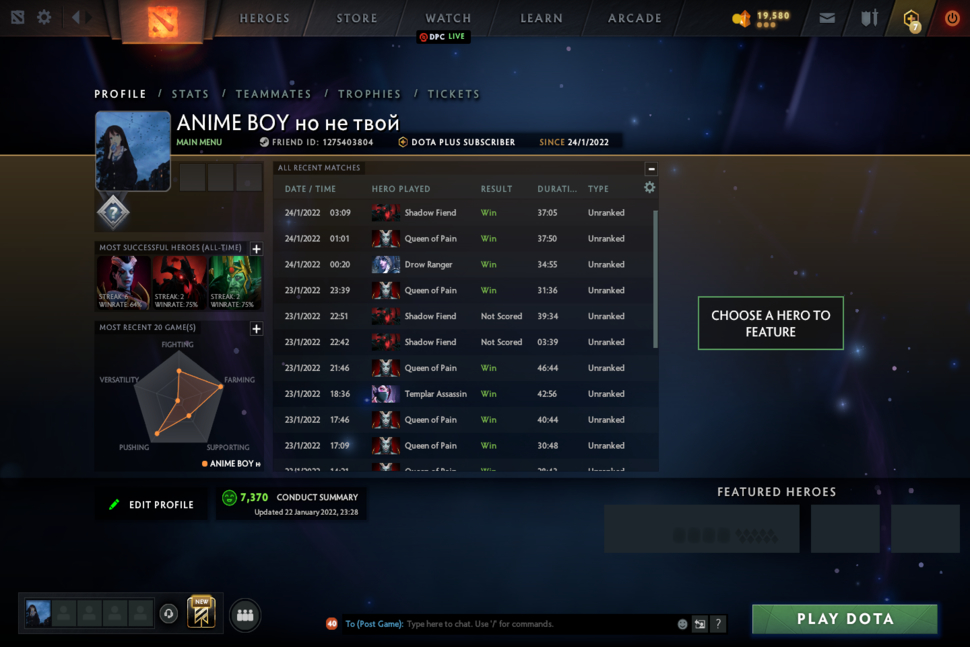 HEROES STORE WATCH LEARN ARCADE
19,580
7
DPC LIVE
PROFILE / STATS / TEAMMATES / TROPHIES / TICKETS
ANIME BOY но не твой
MAIN MENU FRIEND ID: 1275403804 DOTA PLUS SUBSCRIBER SINCE 24/1/2022
?
MOST SUCCESSFUL HEROES (ALL-TIME) +
STREAK: 6 STREAK: 2 STREAK: 2
WINRATE: 64% WINRATE: 75% WINRATE: 75%
MOST RECENT 20 GAME(S) +
FIGHTING
VERSATILITY FARMING
PUSHING SUPPORTING
ANIME BOY н
ALL RECENT MATCHES
DATE / TIME HERO PLAYED RESULT DURATI... TYPE
24/1/2022 03:09 Shadow Fiend Win 37:05 Unranked
24/1/2022 01:01 Queen of Pain Win 37:50 Unranked
24/1/2022 00:20 Drow Ranger Win 34:55 Unranked
23/1/2022 23:39 Queen of Pain Win 31:36 Unranked
23/1/2022 22:51 Shadow Fiend Not Scored 39:34 Unranked
23/1/2022 22:42 Shadow Fiend Not Scored 03:39 Unranked
23/1/2022 21:46 Queen of Pain Win 46:44 Unranked
23/1/2022 18:36 Templar Assassin Win 42:56 Unranked
23/1/2022 17:46 Queen of Pain Win 40:44 Unranked
23/1/2022 17:09 Queen of Pain Win 30:48 Unranked
23/1/2022 Queen of Pain Win Unranked
CHOOSE A HERO TO
FEATURE
EDIT PROFILE
7,370 CONDUCT SUMMARY
Updated 22 January 2022, 23:28
FEATURED HEROES
NEW
40 To (Post Game): Type here to chat. Use '/' for commands. ?
PLAY DOTA